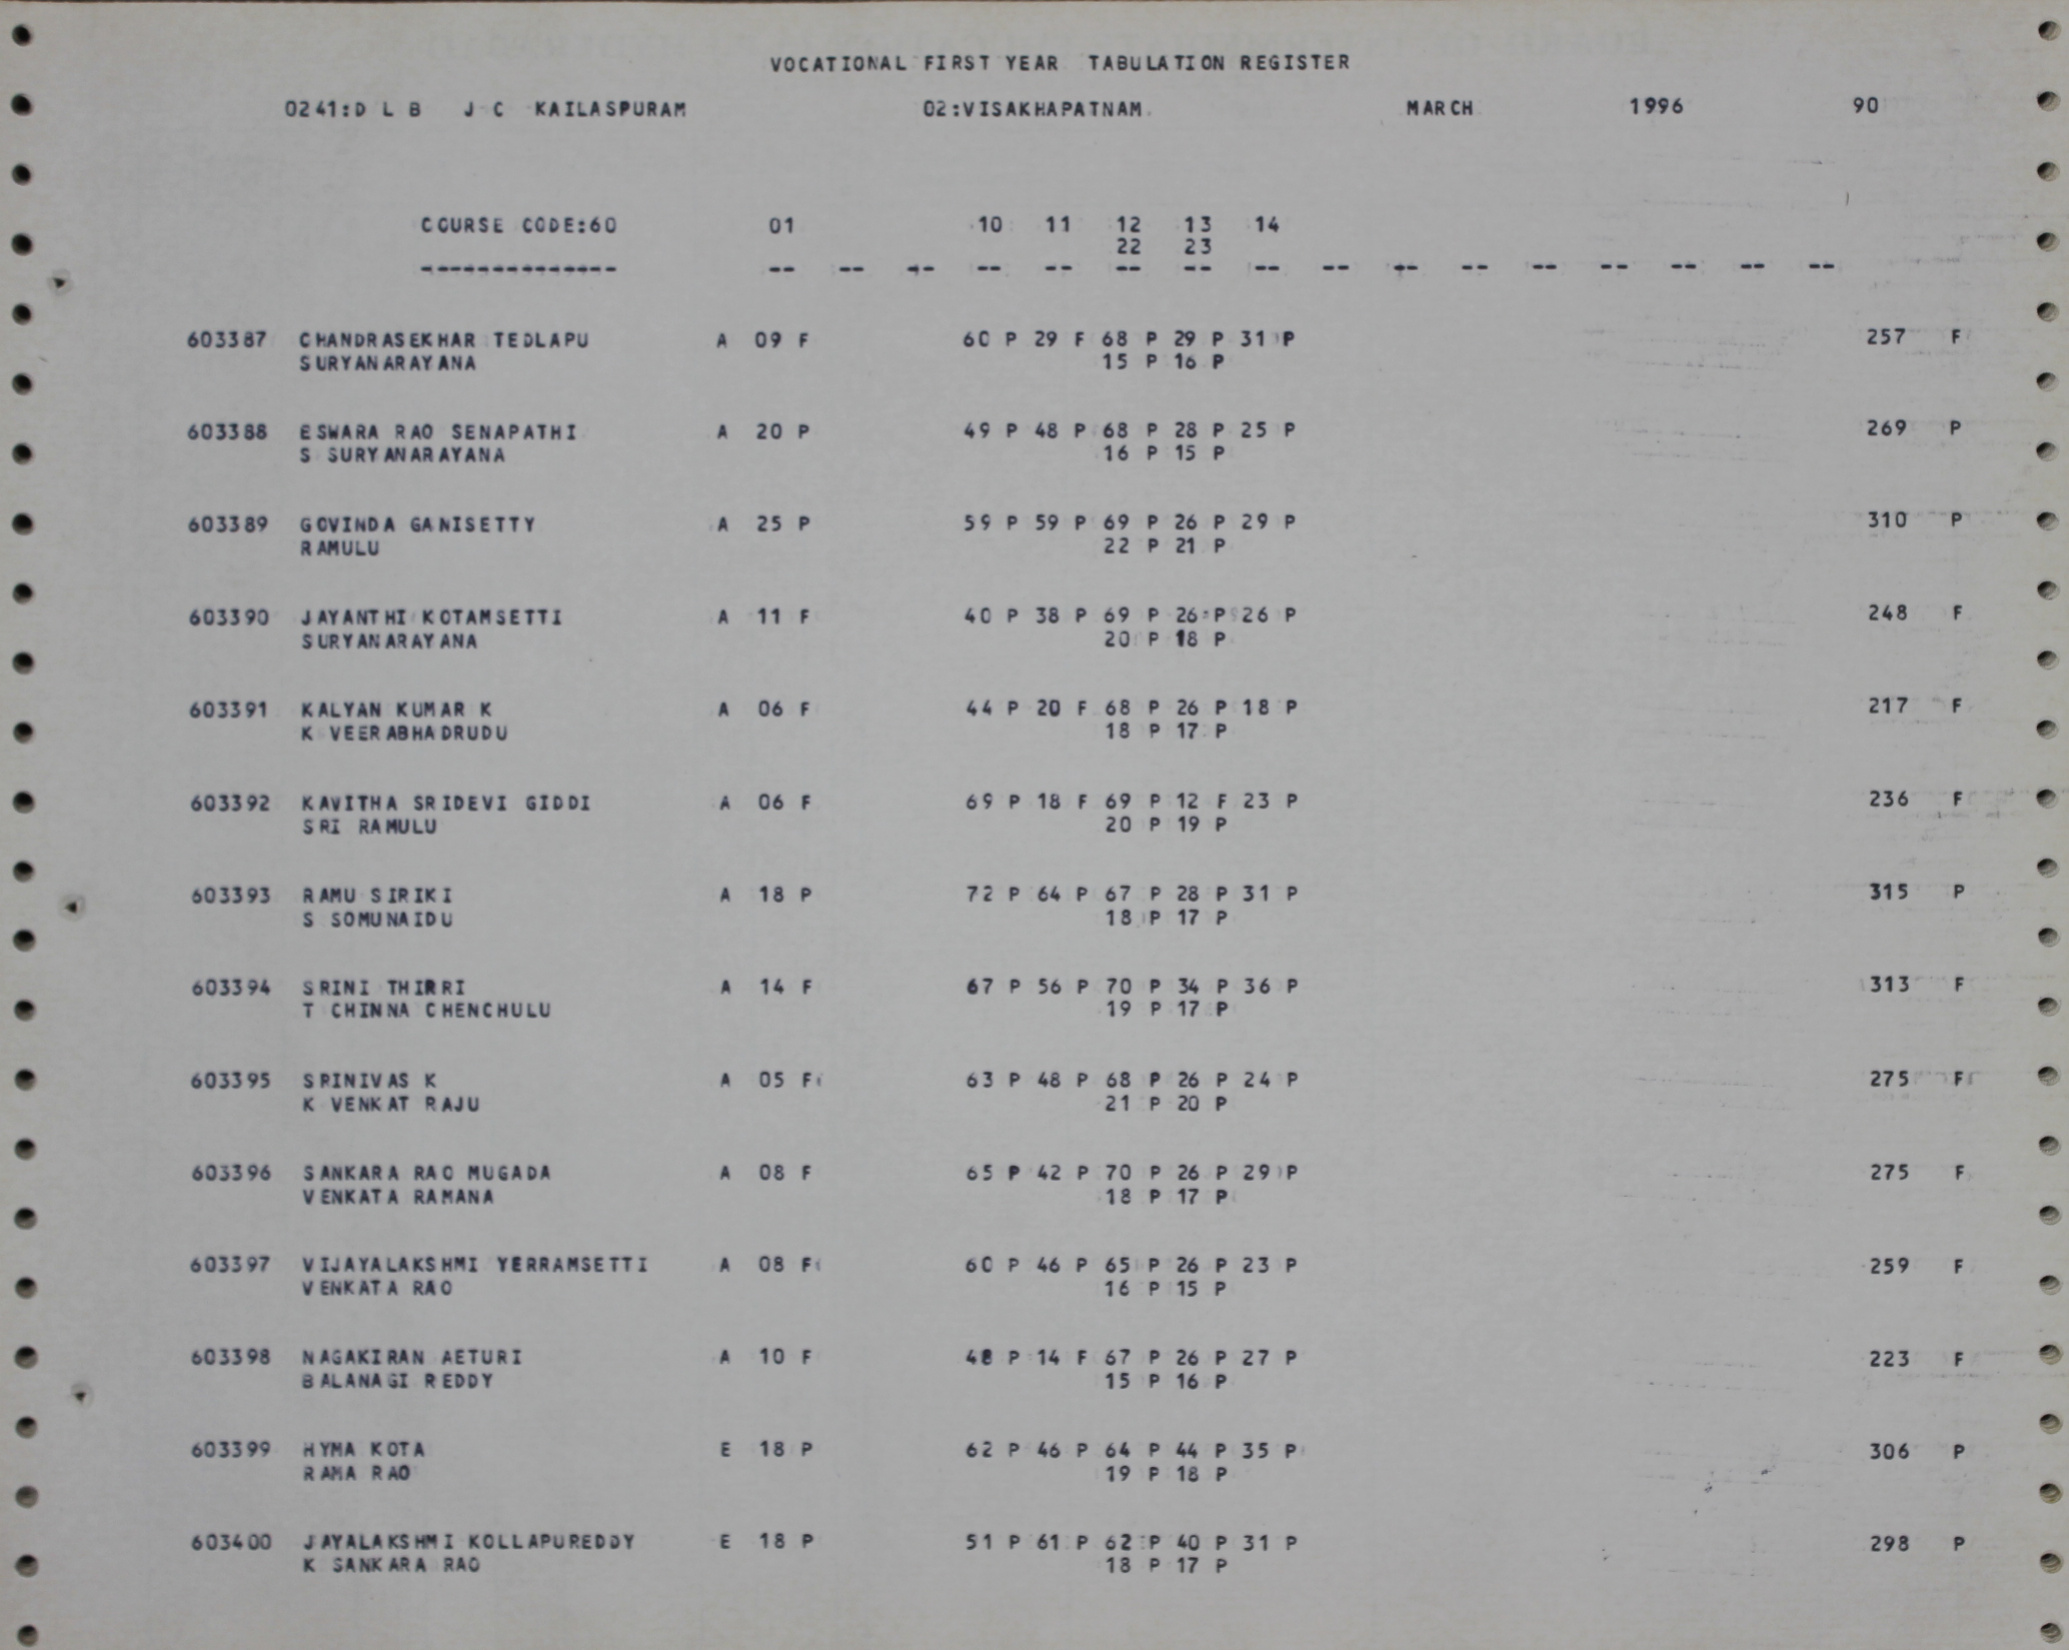 VOCATIONAL FIRST YEAR TABULATION REGISTER
0241:D L B J C KAILASPURAM 02:VISAKHAPATNAM MARCH 1996 90
COURSE CODE:60 01 10 11 12 13 14
22 23
-------------- -- -- -- -- -- -- -- -- -- -- -- -- -- -- -- --
603387 CHANDRASEKHAR TEDLAPU A 09 F 60 P 29 F 68 P 29 P 31 P 257 F
SURYANARAYANA 15 P 16 P
603388 ESWARA RAO SENAPATHI A 20 P 49 P 48 P 68 P 28 P 25 P 269 P
S SURYANARAYANA 16 P 15 P
603389 GOVINDA GANISETTY A 25 P 59 P 59 P 69 P 26 P 29 P 310 P
RAMULU 22 P 21 P
603390 JAYANTHI KOTAMSETTI A 11 F 40 P 38 P 69 P 26 P 26 P 248 F
SURYANARAYANA 20 P 18 P
603391 KALYAN KUMAR K A 06 F 44 P 20 F 68 P 26 P 18 P 217 F
K VEERABHADRUDU 18 P 17 P
603392 KAVITHA SRIDEVI GIDDI A 06 F 69 P 18 F 69 P 12 F 23 P 236 F
SRI RAMULU 20 P 19 P
603393 RAMU SIRIKI A 18 P 72 P 64 P 67 P 28 P 31 P 315 P
S SOMUNAIDU 18 P 17 P
603394 SRINI THIRRI A 14 F 67 P 56 P 70 P 34 P 36 P 313 F
T CHINNA CHENCHULU 19 P 17 P
603395 SRINIVAS K A 05 F 63 P 48 P 68 P 26 P 24 P 275 F
K VENKAT RAJU 21 P 20 P
603396 SANKARA RAO MUGADA A 08 F 65 P 42 P 70 P 26 P 29 P 275 F
VENKATA RAMANA 18 P 17 P
603397 VIJAYALAKSHMI YERRAMSETTI A 08 F 60 P 46 P 65 P 26 P 23 P 259 F
VENKATA RAO 16 P 15 P
603398 NAGAKIRAN AETURI A 10 F 48 P 14 F 67 P 26 P 27 P 223 F
BALANAGI REDDY 15 P 16 P
603399 HYMA KOTA E 18 P 62 P 46 P 64 P 44 P 35 P 306 P
RAMA RAO 19 P 18 P
603400 JAYALAKSHMI KOLLAPUREDDY E 18 P 51 P 61 P 62 P 40 P 31 P 298 P
K SANKARA RAO 18 P 17 P